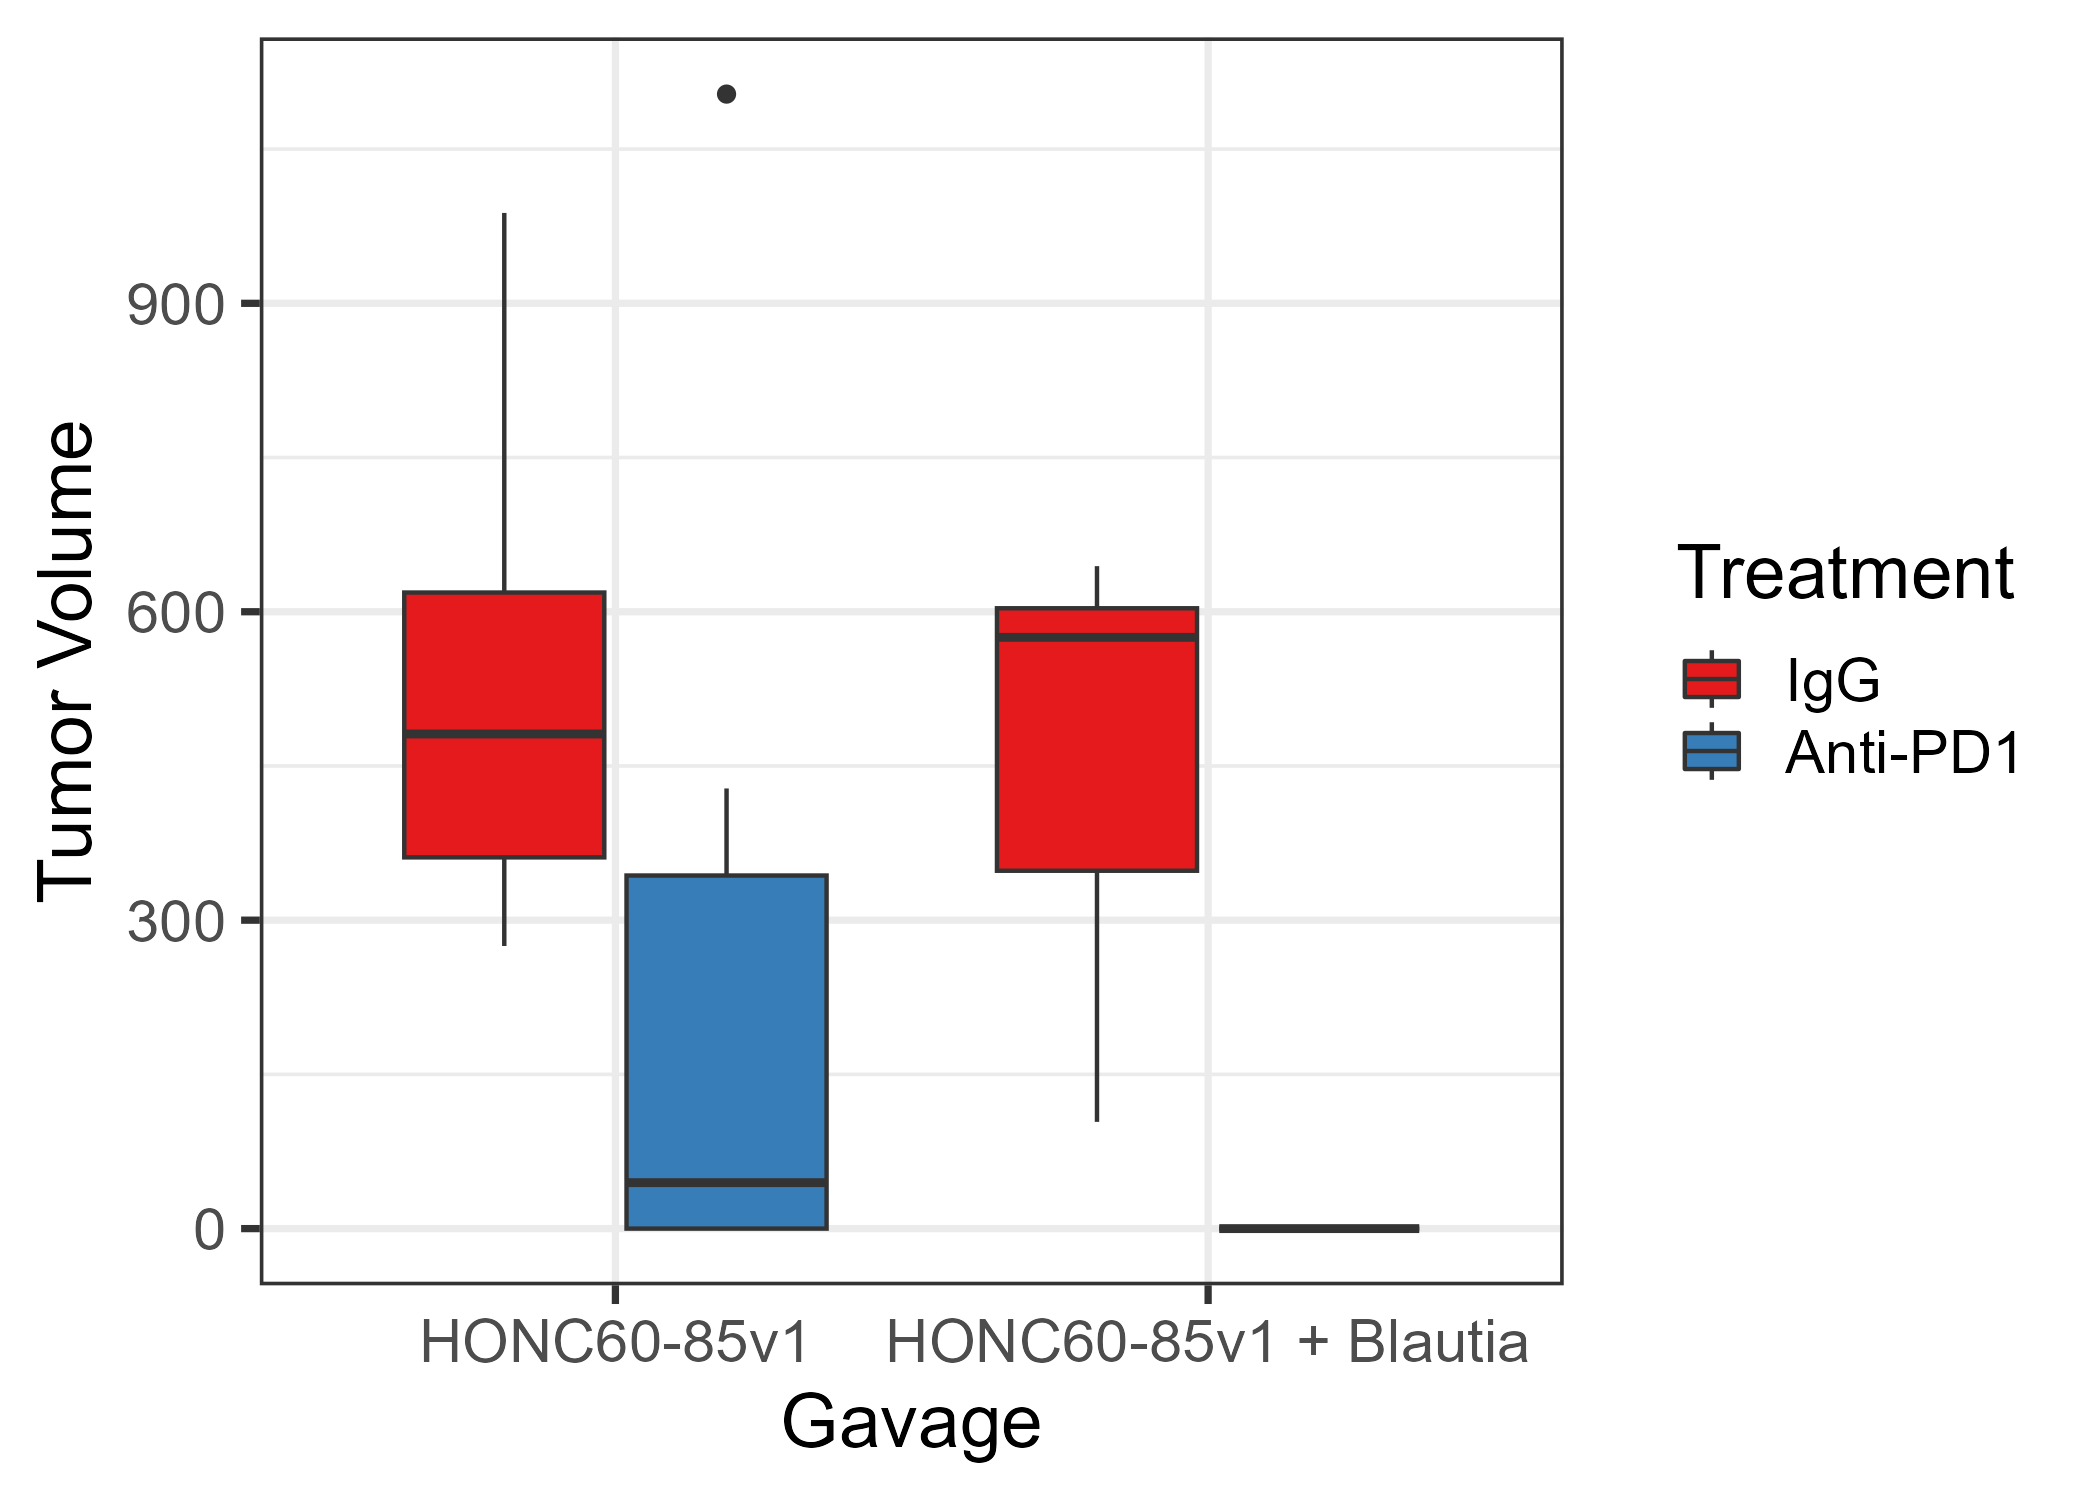 Tumor Volume
900
600
300
0
HONC60-85v1
HONC60-85v1 + Blautia
Gavage
Treatment
IgG
Anti-PD1